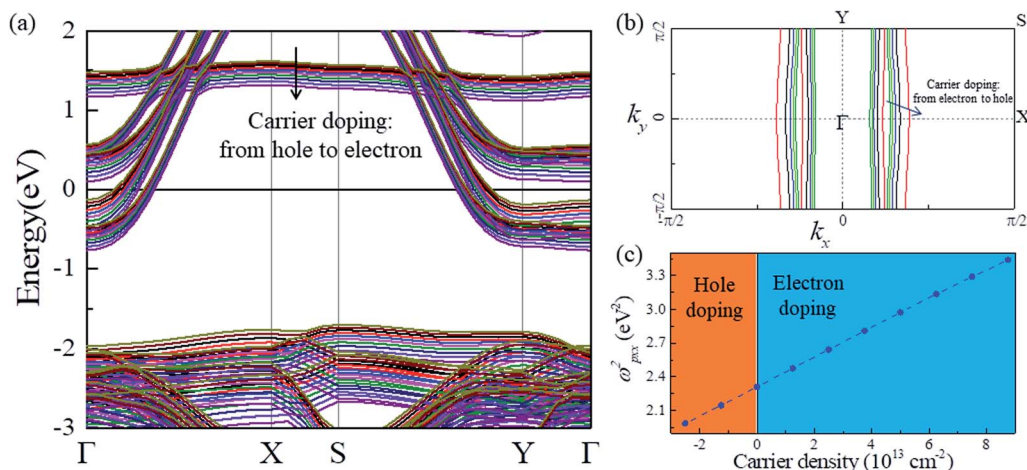 (a)
2
1
0
-1
-2
-3
Energy(eV)
Carrier doping:
from hole to electron
Γ
X
S
Y
Γ
(b)
Y
S
π/2
k_y
0
-π/2
Γ
X
Carrier doping:
from electron to hole
-π/2
0
π/2
k_x
(c)
3.3
3.0
2.7
2.4
2.1
ω²_pxx (eV²)
Hole
doping
Electron
doping
-2
0
2
4
6
8
Carrier density (10¹³ cm⁻²)